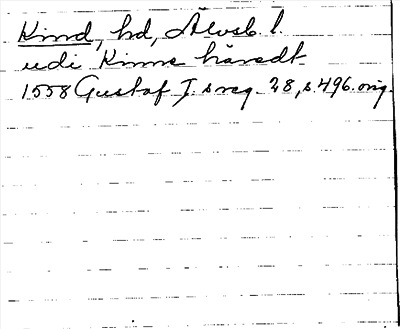 Kind, hd, Älvsb l.
udi Kinne häredt
1558 Gustaf I.s reg. 28, s. 496. orig.